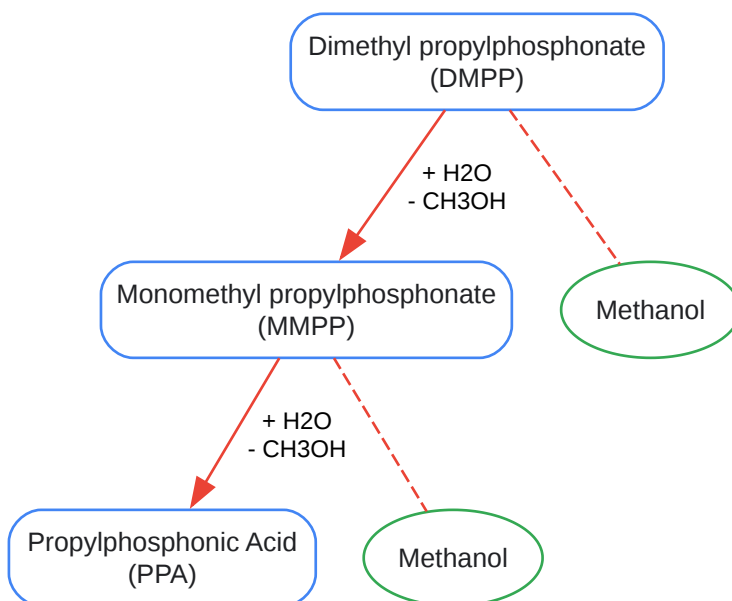 Dimethyl propylphosphonate
(DMPP)
+ H2O
- CH3OH
Monomethyl propylphosphonate
(MMPP)
Methanol
+ H2O
- CH3OH
Propylphosphonic Acid
(PPA)
Methanol